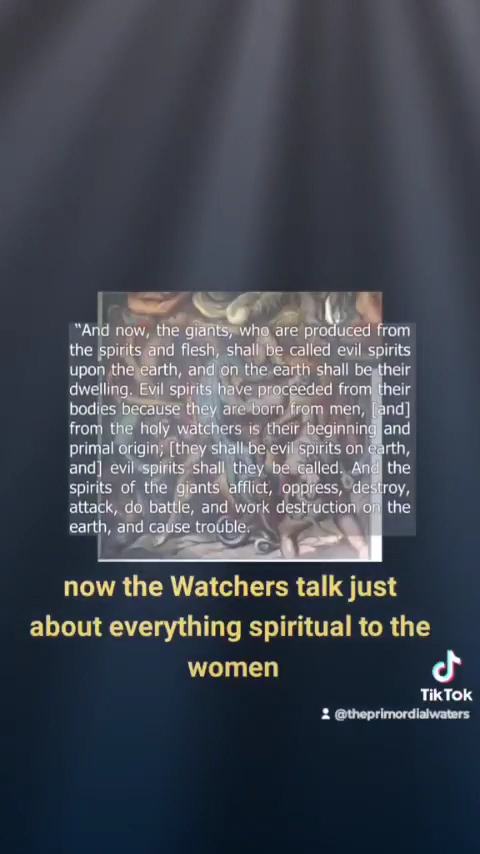 “And now, the giants, who are produced from
the spirits and flesh, shall be called evil spirits
upon the earth, and on the earth shall be their
dwelling. Evil spirits have proceeded from their
bodies because they are born from men, [and]
from the holy watchers is their beginning and
primal origin; [they shall be evil spirits on earth,
and] evil spirits shall they be called. And the
spirits of the giants afflict, oppress, destroy,
attack, do battle, and work destruction on the
earth, and cause trouble.
now the Watchers talk just
about everything spiritual to the
women
TikTok
@theprimordialwaters